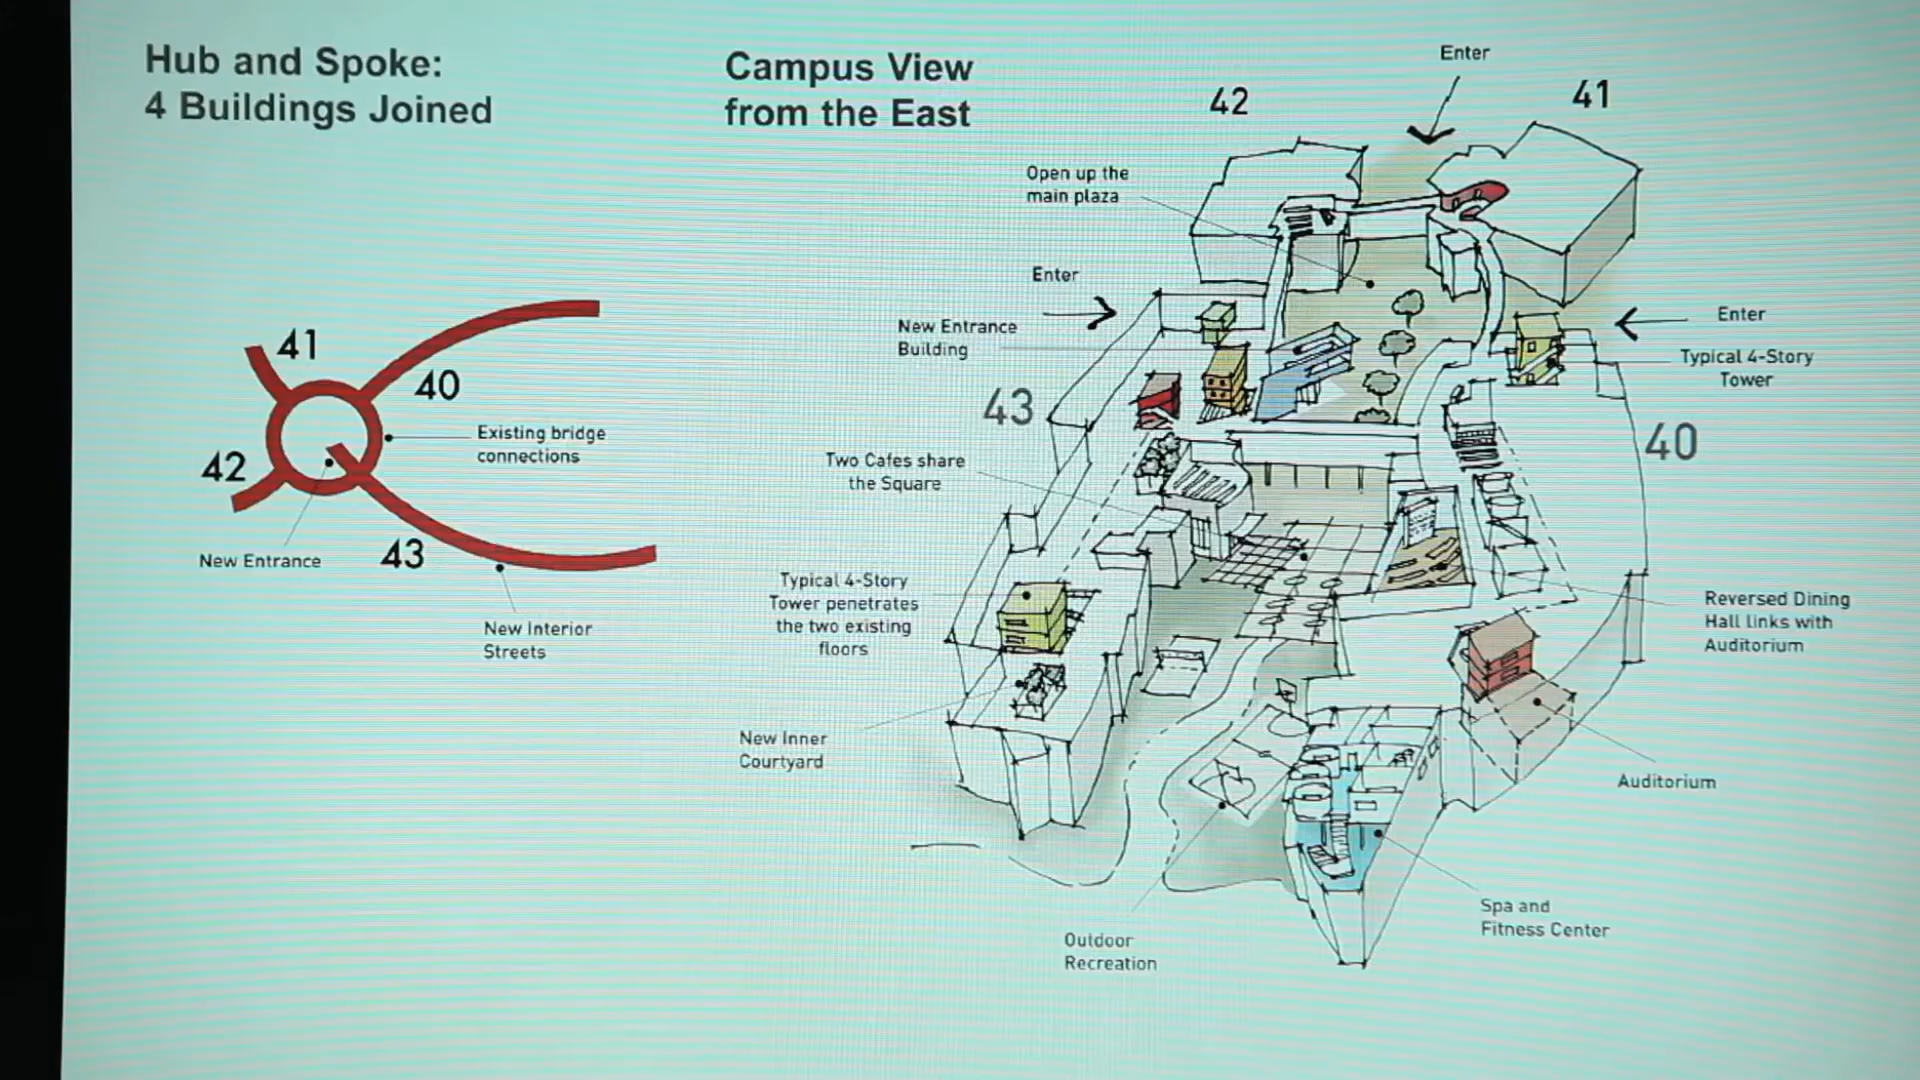 Hub and Spoke:
4 Buildings Joined
41
40
Existing bridge
connections
42
New Entrance
43
New Interior
Streets
Campus View
from the East
Enter
42
41
Open up the
main plaza
Enter
New Entrance
Building
Enter
Typical 4-Story
Tower
43
40
Two Cafes share
the Square
Typical 4-Story
Tower penetrates
the two existing
floors
Reversed Dining
Hall links with
Auditorium
New Inner
Courtyard
Auditorium
Spa and
Fitness Center
Outdoor
Recreation